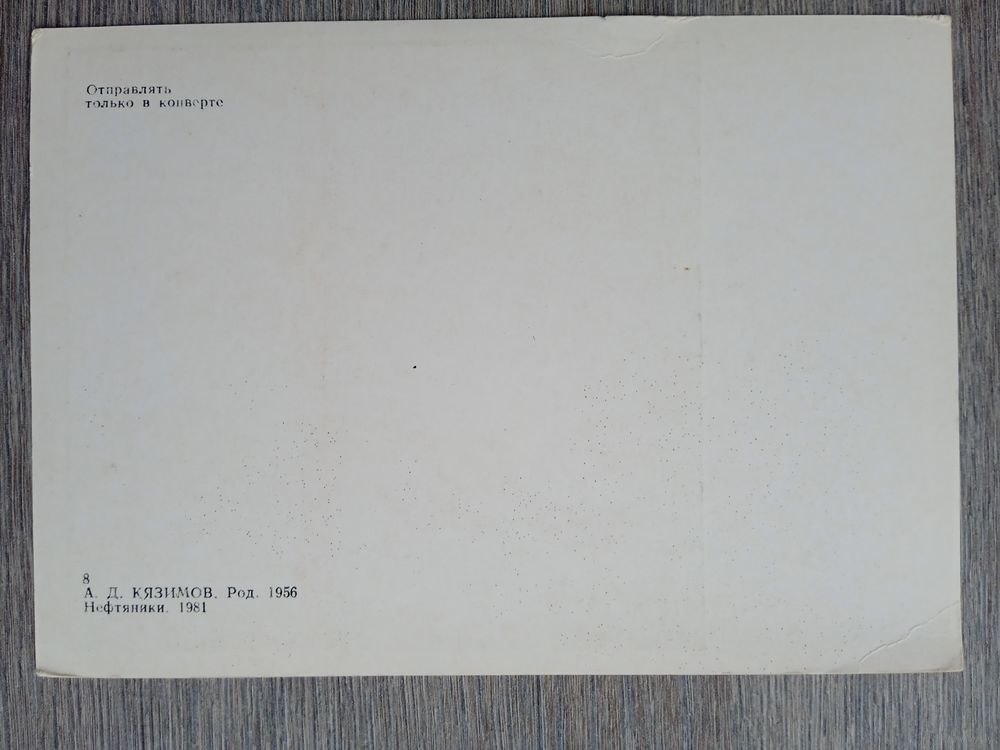 Отправлять
только в конверте
8
А. Д. КЯЗИМОВ. Род. 1956
Нефтяники. 1981